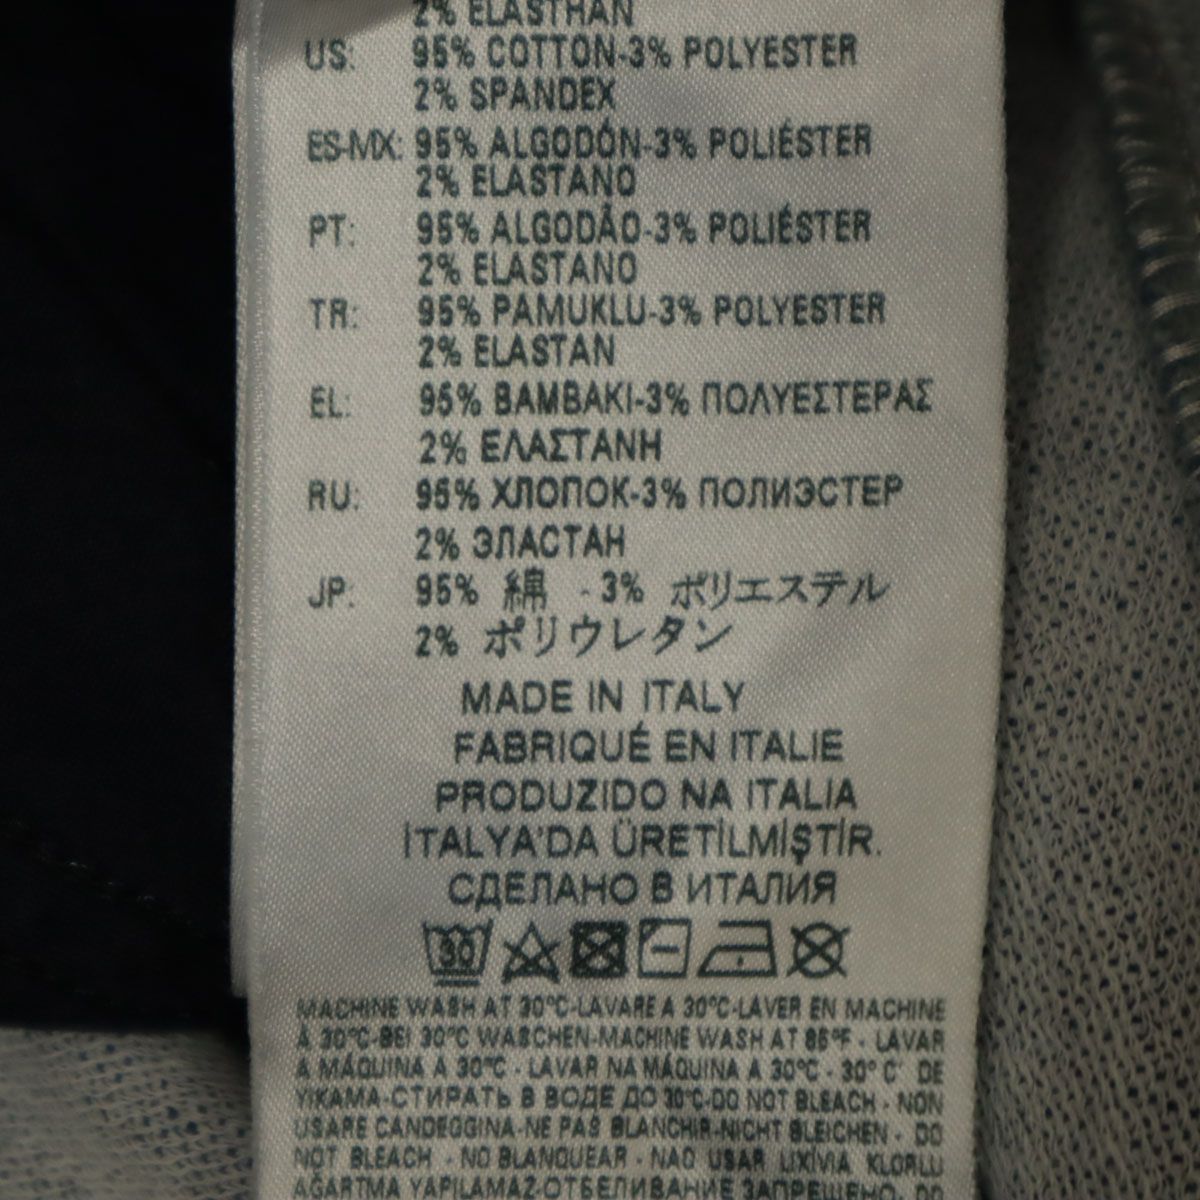 2% ELASTHAN
US: 95% COTTON-3% POLYESTER
2% SPANDEX
ES-MX: 95% ALGODÓN-3% POLIÉSTER
2% ELASTANO
PT: 95% ALGODÃO-3% POLIÉSTER
2% ELASTANO
TR: 95% PAMUKLU-3% POLYESTER
2% ELASTAN
EL: 95% ΒΑΜΒΑΚΙ-3% ΠΟΛΥΕΣΤΕΡΑΣ
2% ΕΛΑΣΤΑΝΗ
RU: 95% ХЛОПОК-3% ПОЛИЭСТЕР
2% ЭЛАСТАН
JP: 95% 綿 -3% ポリエステル
2% ポリウレタン
MADE IN ITALY
FABRIQUÉ EN ITALIE
PRODUZIDO NA ITALIA
İTALYA'DA ÜRETİLMİŞTİR.
СДЕЛАНО В ИТАЛИЯ
30
MACHINE WASH AT 30°C-LAVARE A 30°C-LAVER EN MACHINE
À 30°C-BEI 30°C WASCHEN-MACHINE WASH AT 85°F - LAVAR
A MÁQUINA A 30°C - LAVAR NA MÁQUINA A 30°C - 30° C' DE
YIKAMA-СТИРАТЬ В ВОДЕ ДО 30°C-DO NOT BLEACH - NON
USARE CANDEGGINA-NE PAS BLANCHIR-NICHT BLEICHEN - DO
NOT BLEACH - NO BLANQUEAR - NAO USAR LIXÍVIA KLORLU
AĞARTMA YAPILAMAZ-ОТБЕЛИВАНИЕ ЗАПРЕШЕНО. DO